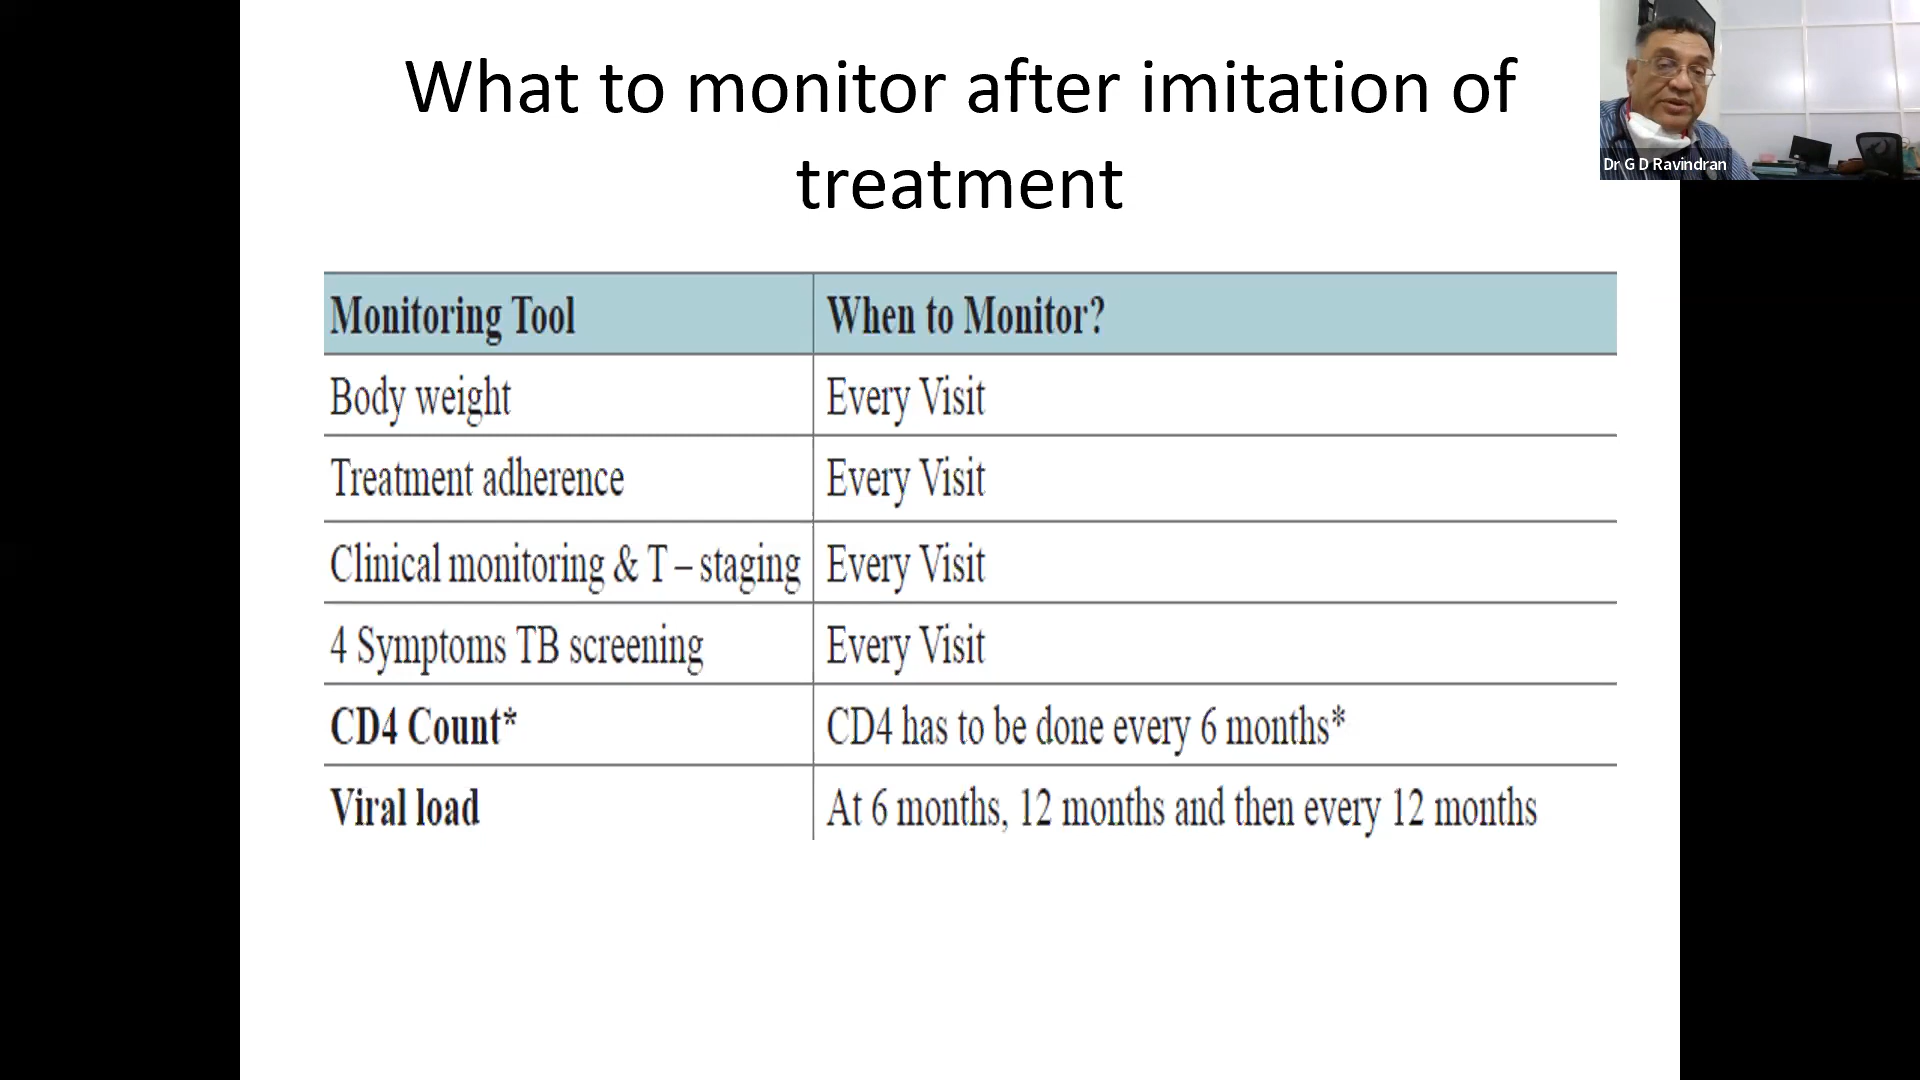 What to monitor after imitation of
treatment
Dr G D Ravindran
Monitoring Tool When to Monitor?
Body weight Every Visit
Treatment adherence Every Visit
Clinical monitoring & T – staging Every Visit
4 Symptoms TB screening Every Visit
CD4 Count* CD4 has to be done every 6 months*
Viral load At 6 months, 12 months and then every 12 months